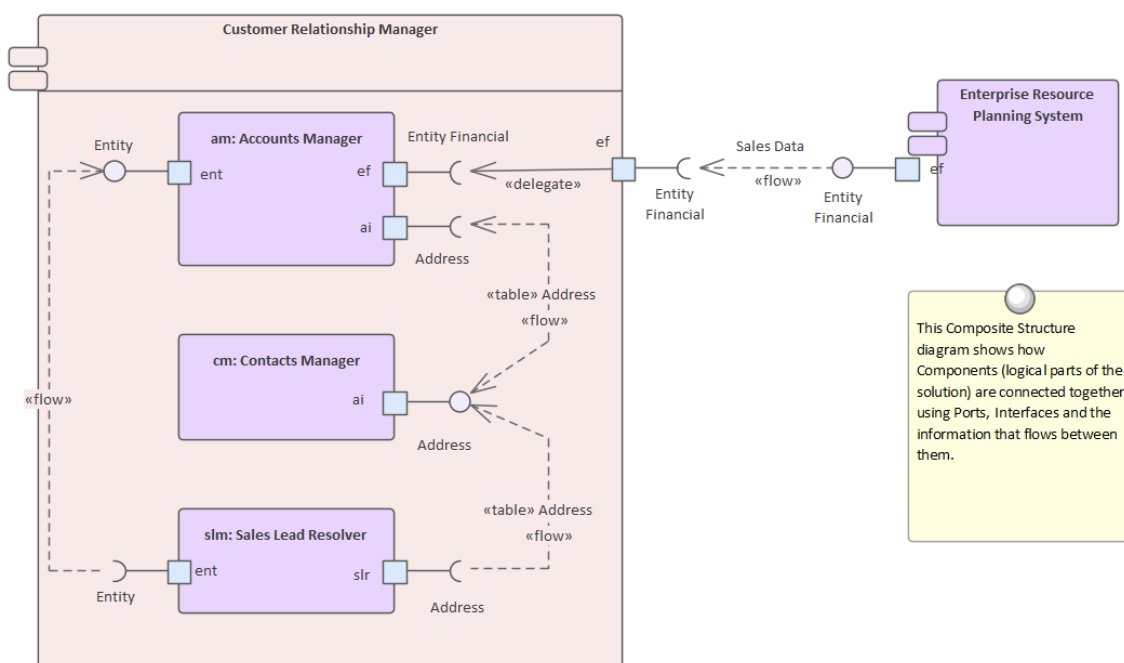 Customer Relationship Manager
am: Accounts Manager
Entity
ent
ef
Entity Financial
ai
Address
«delegate»
ef
Entity
Financial
Sales Data
«flow»
Entity
Financial
Enterprise Resource
Planning System
ef
«table» Address
«flow»
cm: Contacts Manager
ai
Address
«flow»
«table» Address
«flow»
slm: Sales Lead Resolver
ent
Entity
slr
Address
This Composite Structure
diagram shows how
Components (logical parts of the
solution) are connected together
using Ports, Interfaces and the
information that flows between
them.